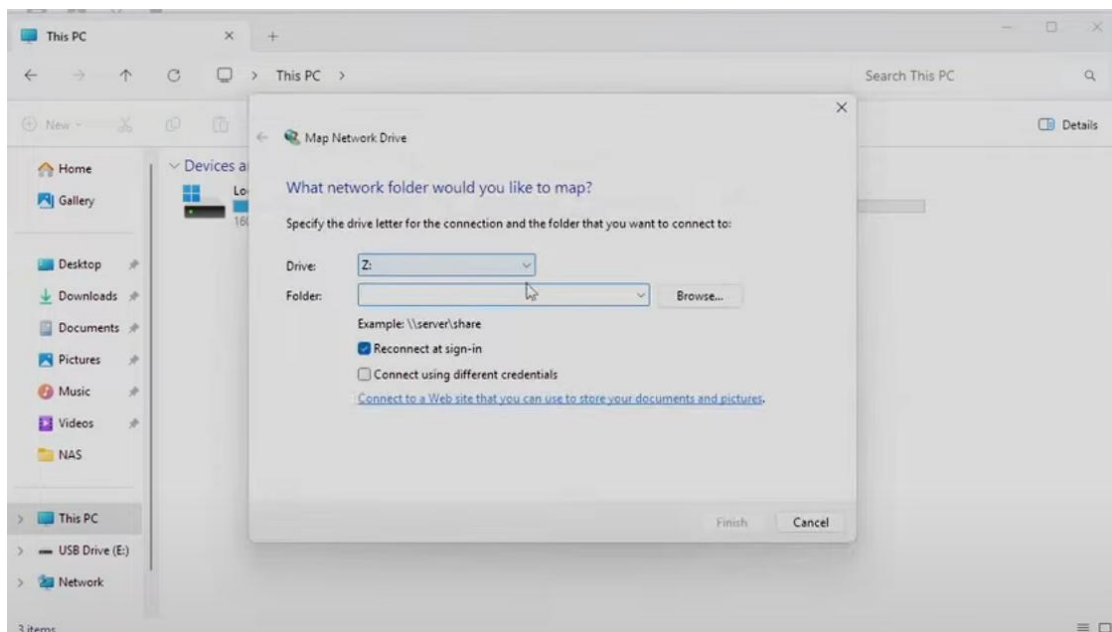 This PC
This PC
Search This PC
New
Details
Home
Gallery
Desktop
Downloads
Documents
Pictures
Music
Videos
NAS
This PC
USB Drive (E:)
Network
Devices a
Lo
160
Map Network Drive
What network folder would you like to map?
Specify the drive letter for the connection and the folder that you want to connect to:
Drive:
Z:
Folder:
Browse...
Example: \\server\share
Reconnect at sign-in
Connect using different credentials
Connect to a Web site that you can use to store your documents and pictures.
Finish
Cancel
3 items